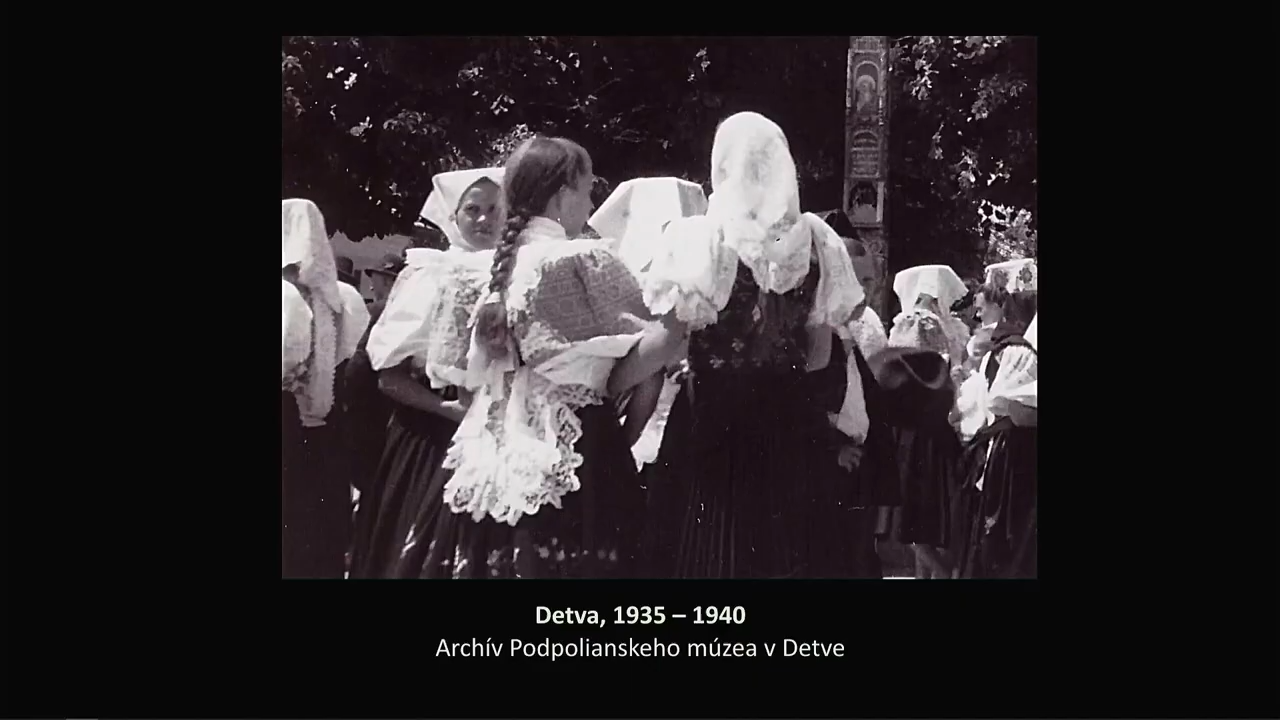 Detva, 1935 – 1940
Archív Podpolianskeho múzea v Detve